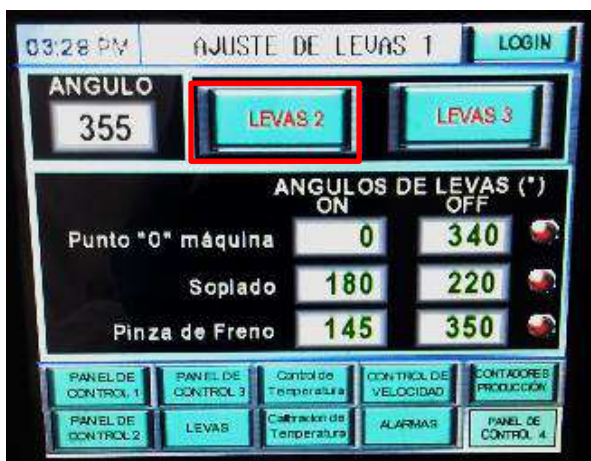 03:28 PM AJUSTE DE LEVAS 1 LOGIN
ANGULO
355
LEVAS 2
LEVAS 3
ANGULOS DE LEVAS (°)
ON OFF
Punto "0" máquina 0 340
Soplado 180 220
Pinza de Freno 145 350
PANEL DE CONTROL 1
PANEL DE CONTROL 3
Control de Temperatura
CONTROL DE VELOCIDAD
CONTADORES PRODUCCIÓN
PANEL DE CONTROL 2
LEVAS
Calibracion de Temperatura
ALARMAS
PANEL DE CONTROL 4